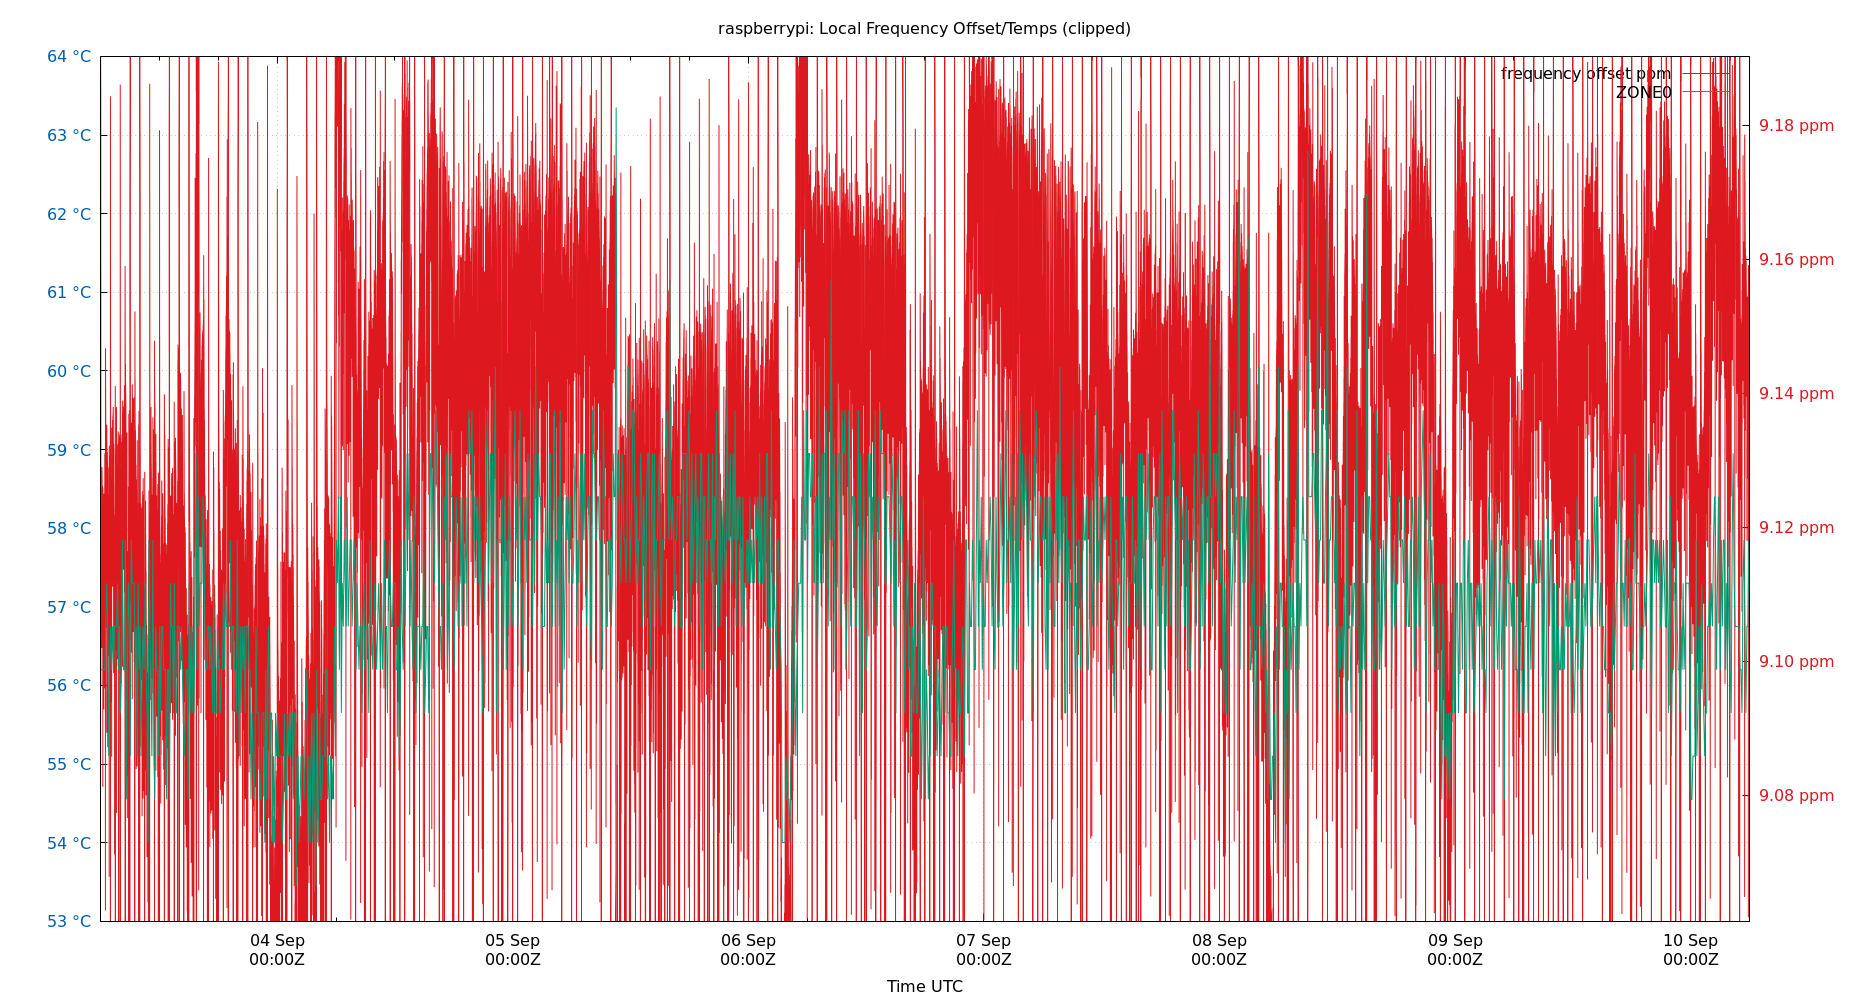 raspberrypi: Local Frequency Offset/Temps (clipped)
64 °C
63 °C
62 °C
61 °C
60 °C
59 °C
58 °C
57 °C
56 °C
55 °C
54 °C
53 °C
frequency offset ppm
ZONE0
9.18 ppm
9.16 ppm
9.14 ppm
9.12 ppm
9.10 ppm
9.08 ppm
04 Sep
00:00Z
05 Sep
00:00Z
06 Sep
00:00Z
07 Sep
00:00Z
08 Sep
00:00Z
09 Sep
00:00Z
10 Sep
00:00Z
Time UTC